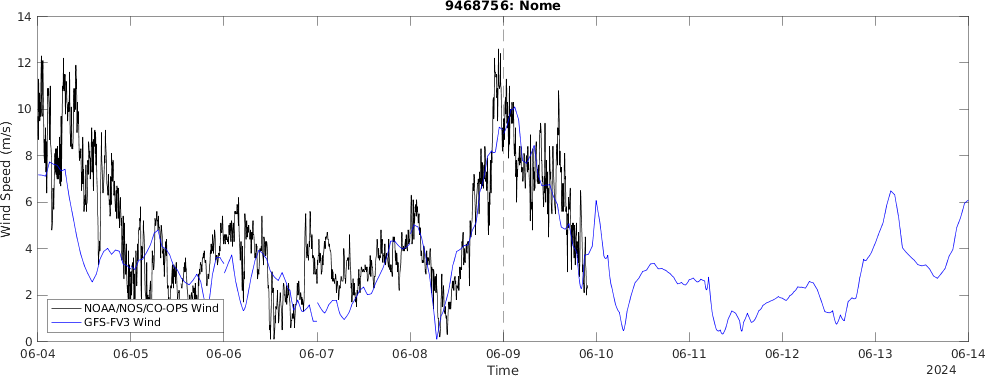 9468756: Nome
14
12
10
8
6
4
2
0
Wind Speed (m/s)
NOAA/NOS/CO-OPS Wind
GFS-FV3 Wind
06-04 06-05 06-06 06-07 06-08 06-09 06-10 06-11 06-12 06-13 06-14
Time
2024